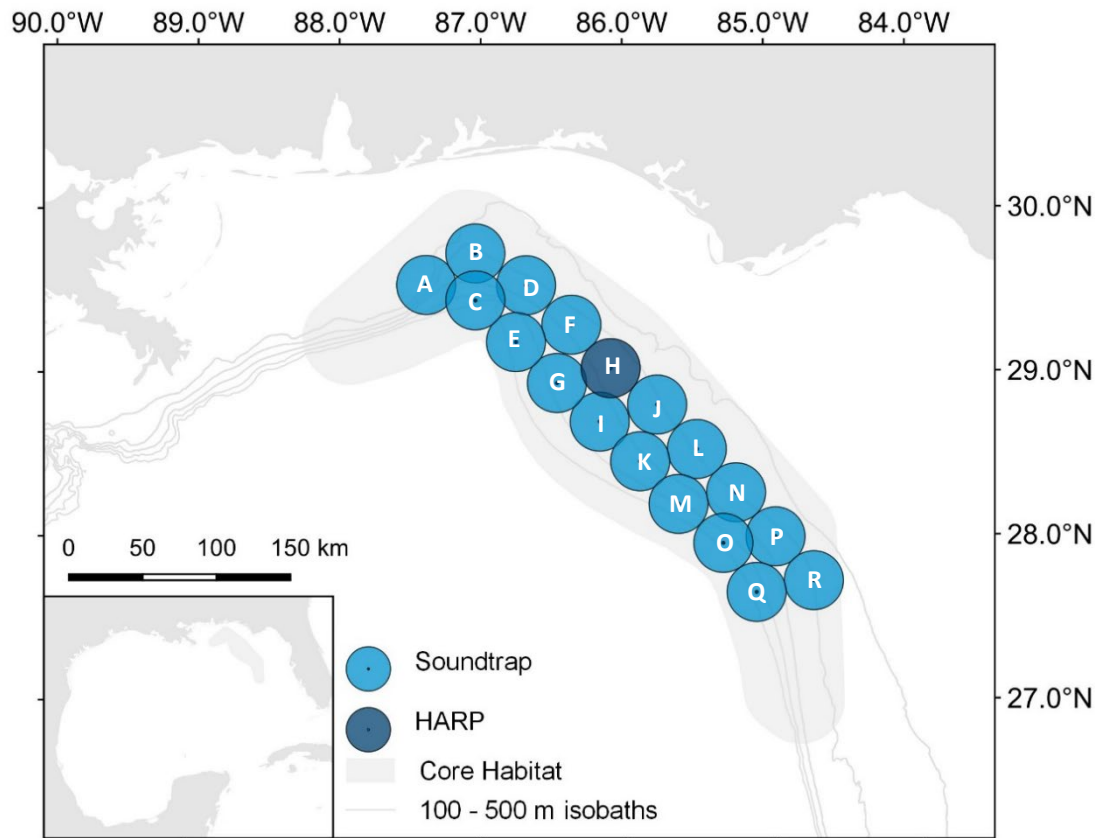 90.0°W 89.0°W 88.0°W 87.0°W 86.0°W 85.0°W 84.0°W
30.0°N
B
A
D
C
F
E
29.0°N
H
G
J
I
L
K
N
M
28.0°N
P
O
0 50 100 150 km
R
Q
Soundtrap
27.0°N
HARP
Core Habitat
100 - 500 m isobaths